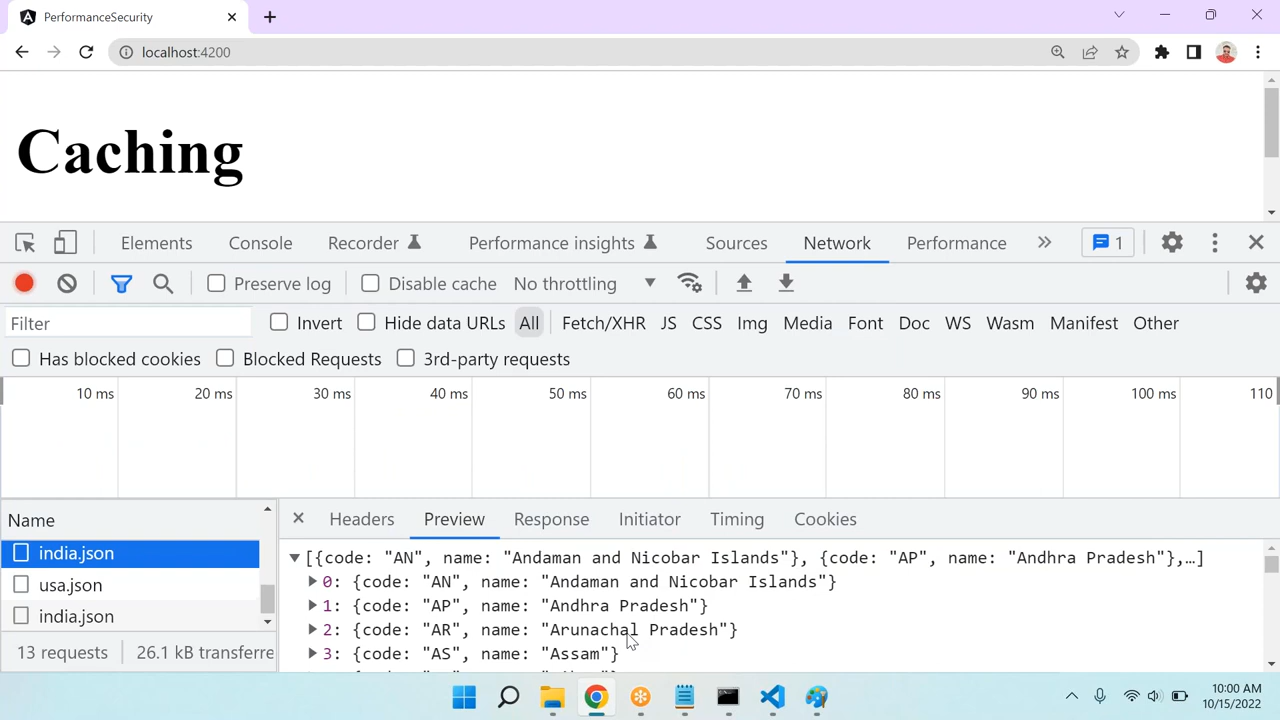 PerformanceSecurity
localhost:4200
Caching
Elements Console Recorder Performance insights Sources Network Performance 1
Preserve log Disable cache No throttling
Filter Invert Hide data URLs All Fetch/XHR JS CSS Img Media Font Doc WS Wasm Manifest Other
Has blocked cookies Blocked Requests 3rd-party requests
10 ms 20 ms 30 ms 40 ms 50 ms 60 ms 70 ms 80 ms 90 ms 100 ms 110
Name Headers Preview Response Initiator Timing Cookies
india.json
usa.json
india.json
[{code: "AN", name: "Andaman and Nicobar Islands"}, {code: "AP", name: "Andhra Pradesh"},…]
0: {code: "AN", name: "Andaman and Nicobar Islands"}
1: {code: "AP", name: "Andhra Pradesh"}
2: {code: "AR", name: "Arunachal Pradesh"}
3: {code: "AS", name: "Assam"}
13 requests 26.1 kB transferre
10:00 AM
10/15/2022